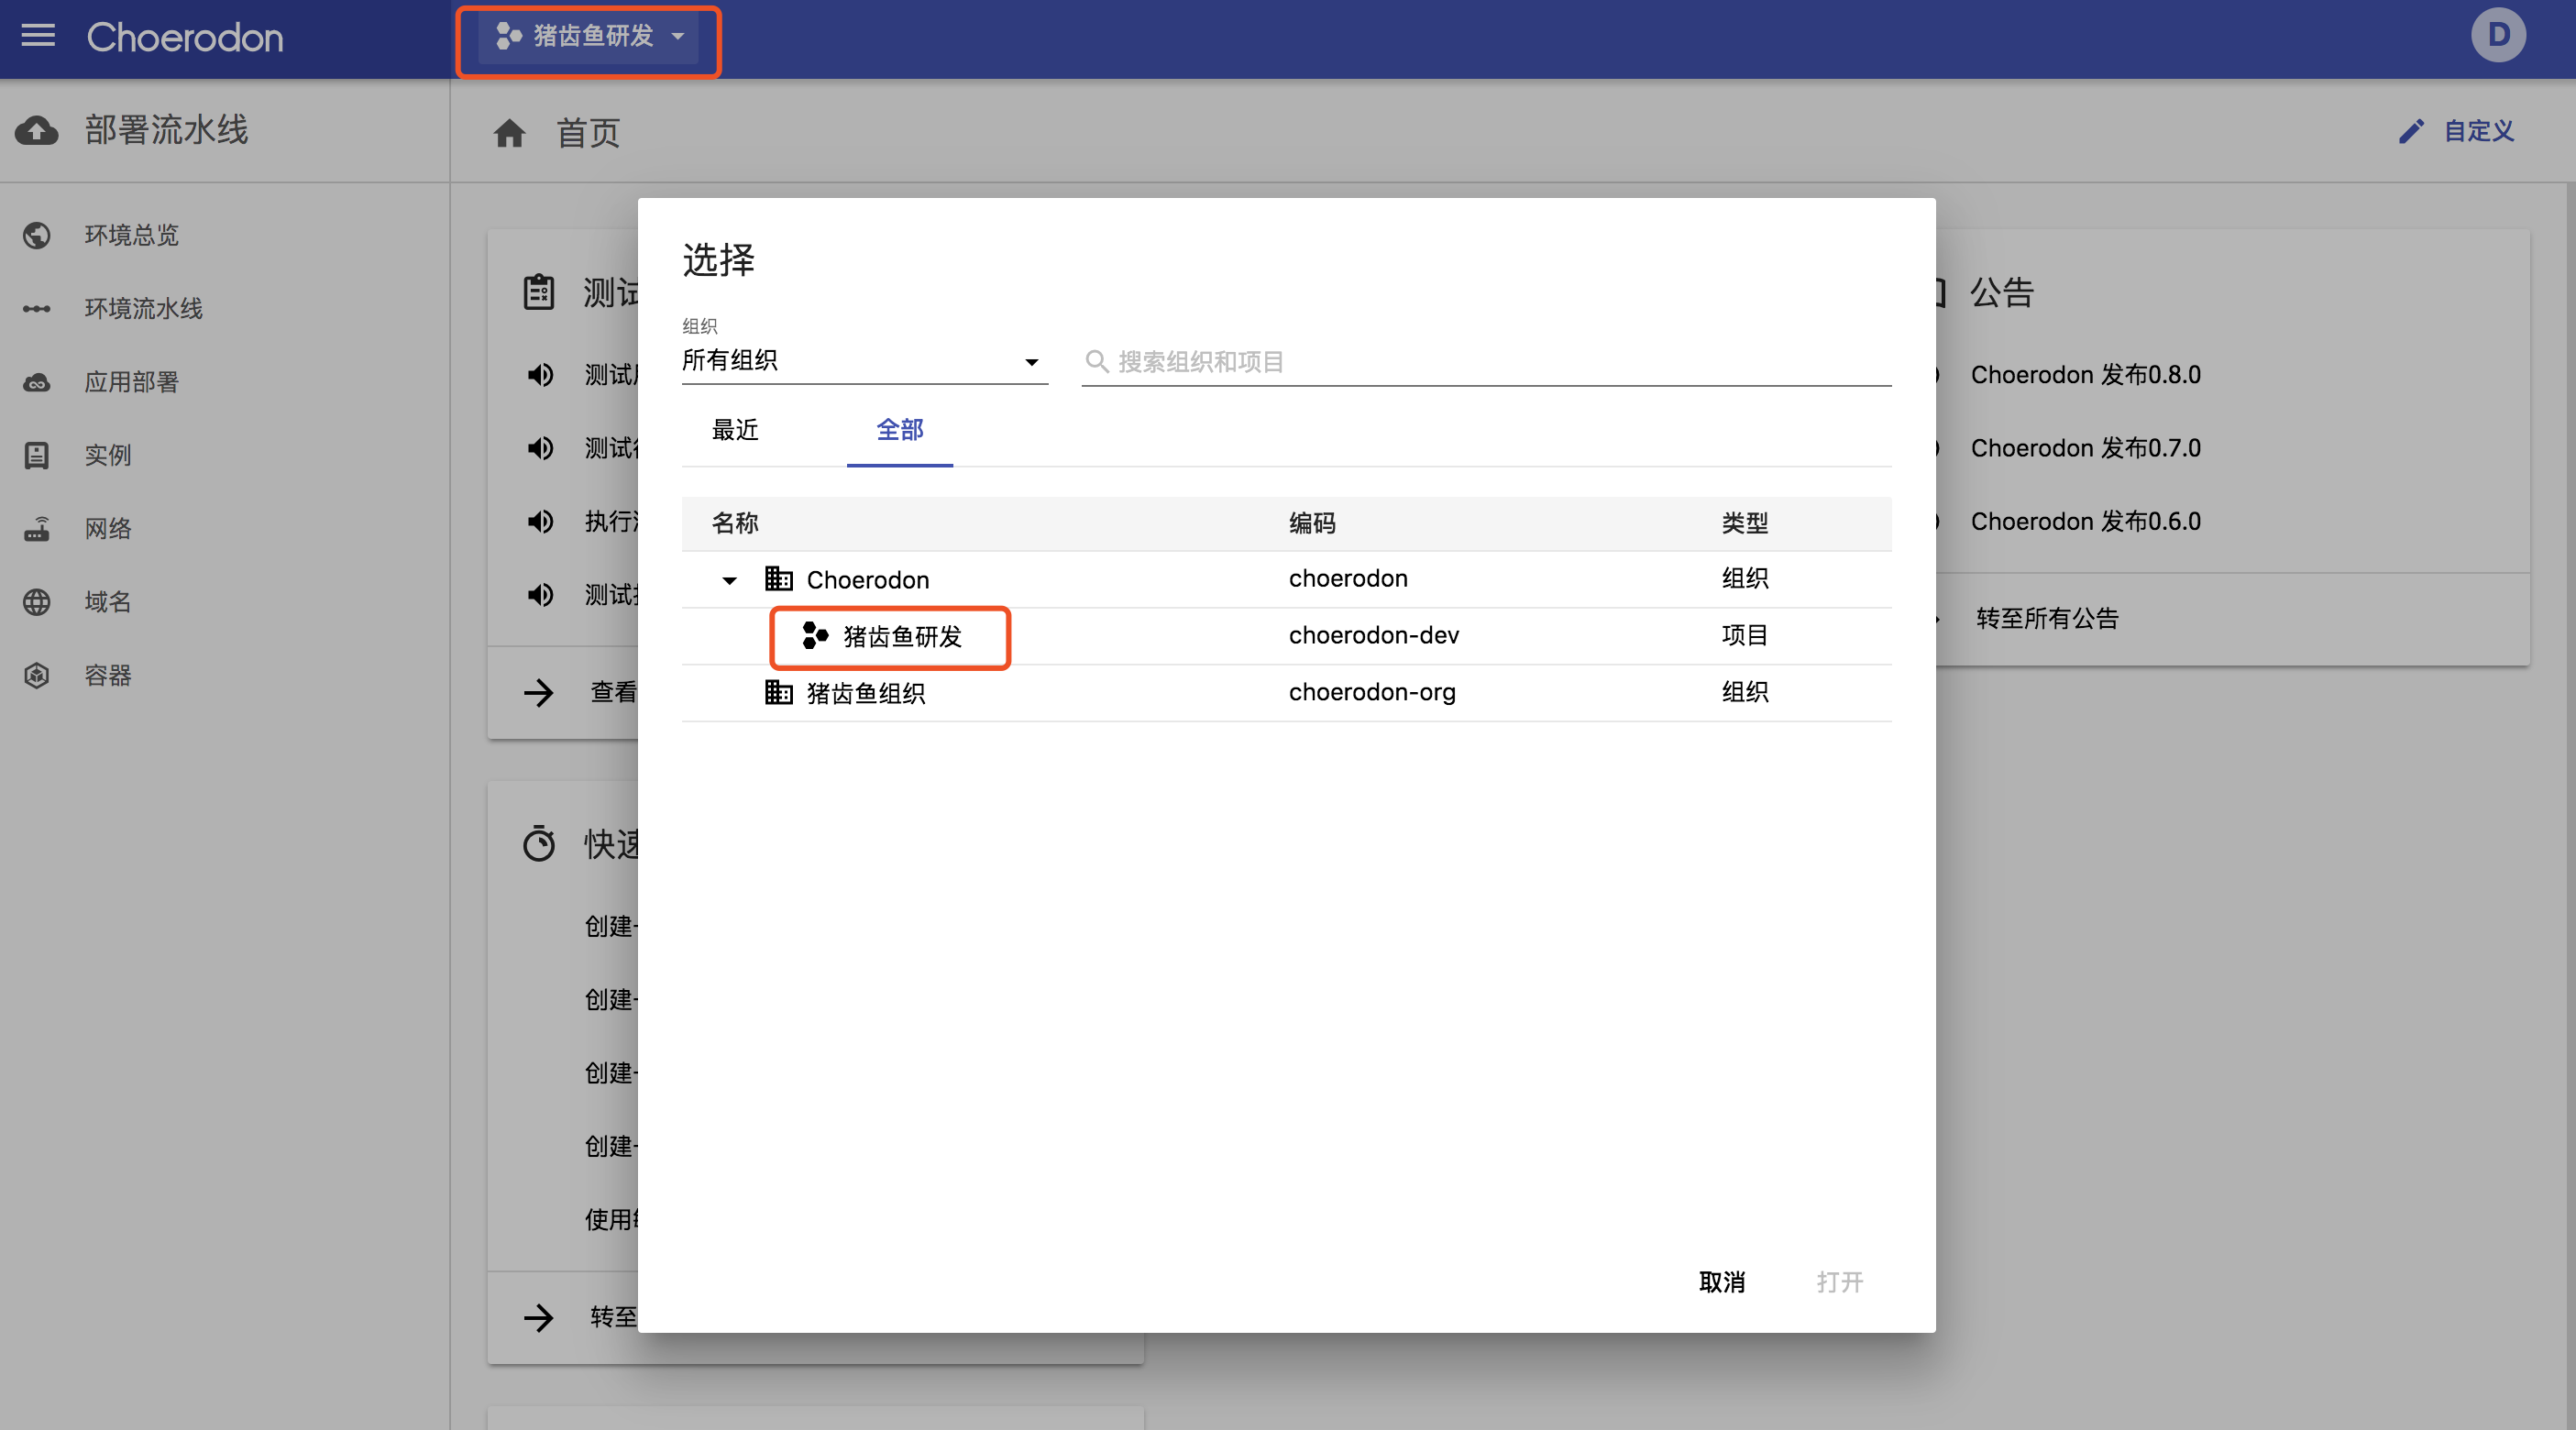 Choerodon
猪齿鱼研发
D
部署流水线
首页
自定义
环境总览
环境流水线
应用部署
实例
网络
域名
容器
测试
测试
测试
执行
测试
查看
快速
创建一
创建一
创建一
创建一
使用
转至
选择
组织
所有组织
搜索组织和项目
最近
全部
名称 编码 类型
Choerodon choerodon 组织
猪齿鱼研发 choerodon-dev 项目
猪齿鱼组织 choerodon-org 组织
取消
打开
公告
Choerodon 发布0.8.0
Choerodon 发布0.7.0
Choerodon 发布0.6.0
转至所有公告